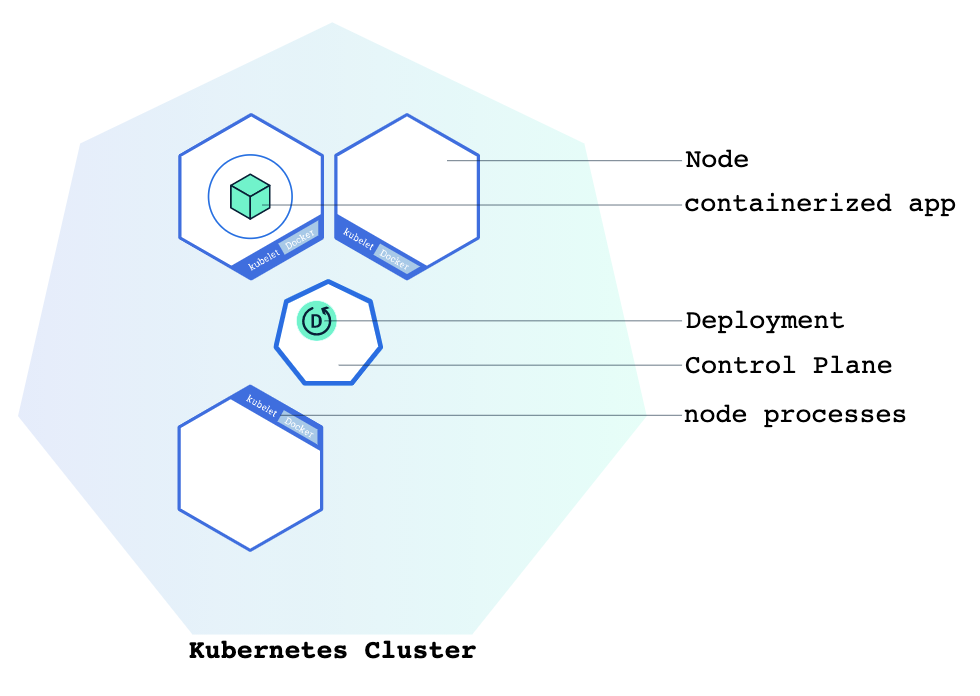 Node
containerized app
kubelet Docker
kubelet Docker
D
Deployment
Control Plane
kubelet Docker
node processes
Kubernetes Cluster